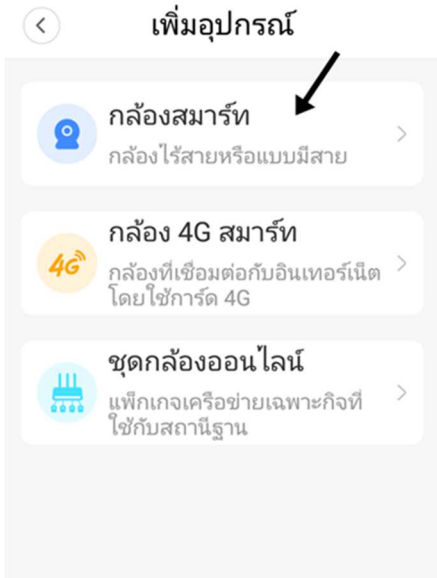 เพิ่มอุปกรณ์
กล้องสมาร์ท
กล้องไร้สายหรือแบบมีสาย
กล้อง 4G สมาร์ท
4G
กล้องที่เชื่อมต่อกับอินเทอร์เน็ต
โดยใช้การ์ด 4G
ชุดกล้องออนไลน์
แพ็กเกจเครือข่ายเฉพาะกิจที่
ใช้กับสถานีฐาน